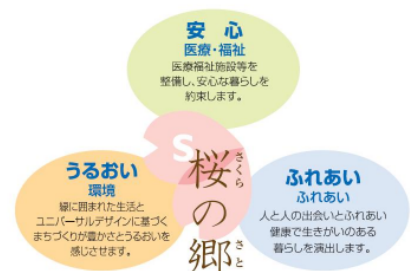 安 心
医療・福祉
医療福祉施設等を
整備し、安心な暮らしを
約束します。
S
桜の郷
さくら
さと
うるおい
環境
緑に囲まれた生活と
ユニバーサルデザインに基づく
まちづくりが豊かさとうるおいを
感じさせます。
ふれあい
ふれあい
人と人の出会いとふれあい
健康で生きがいのある
暮らしを演出します。